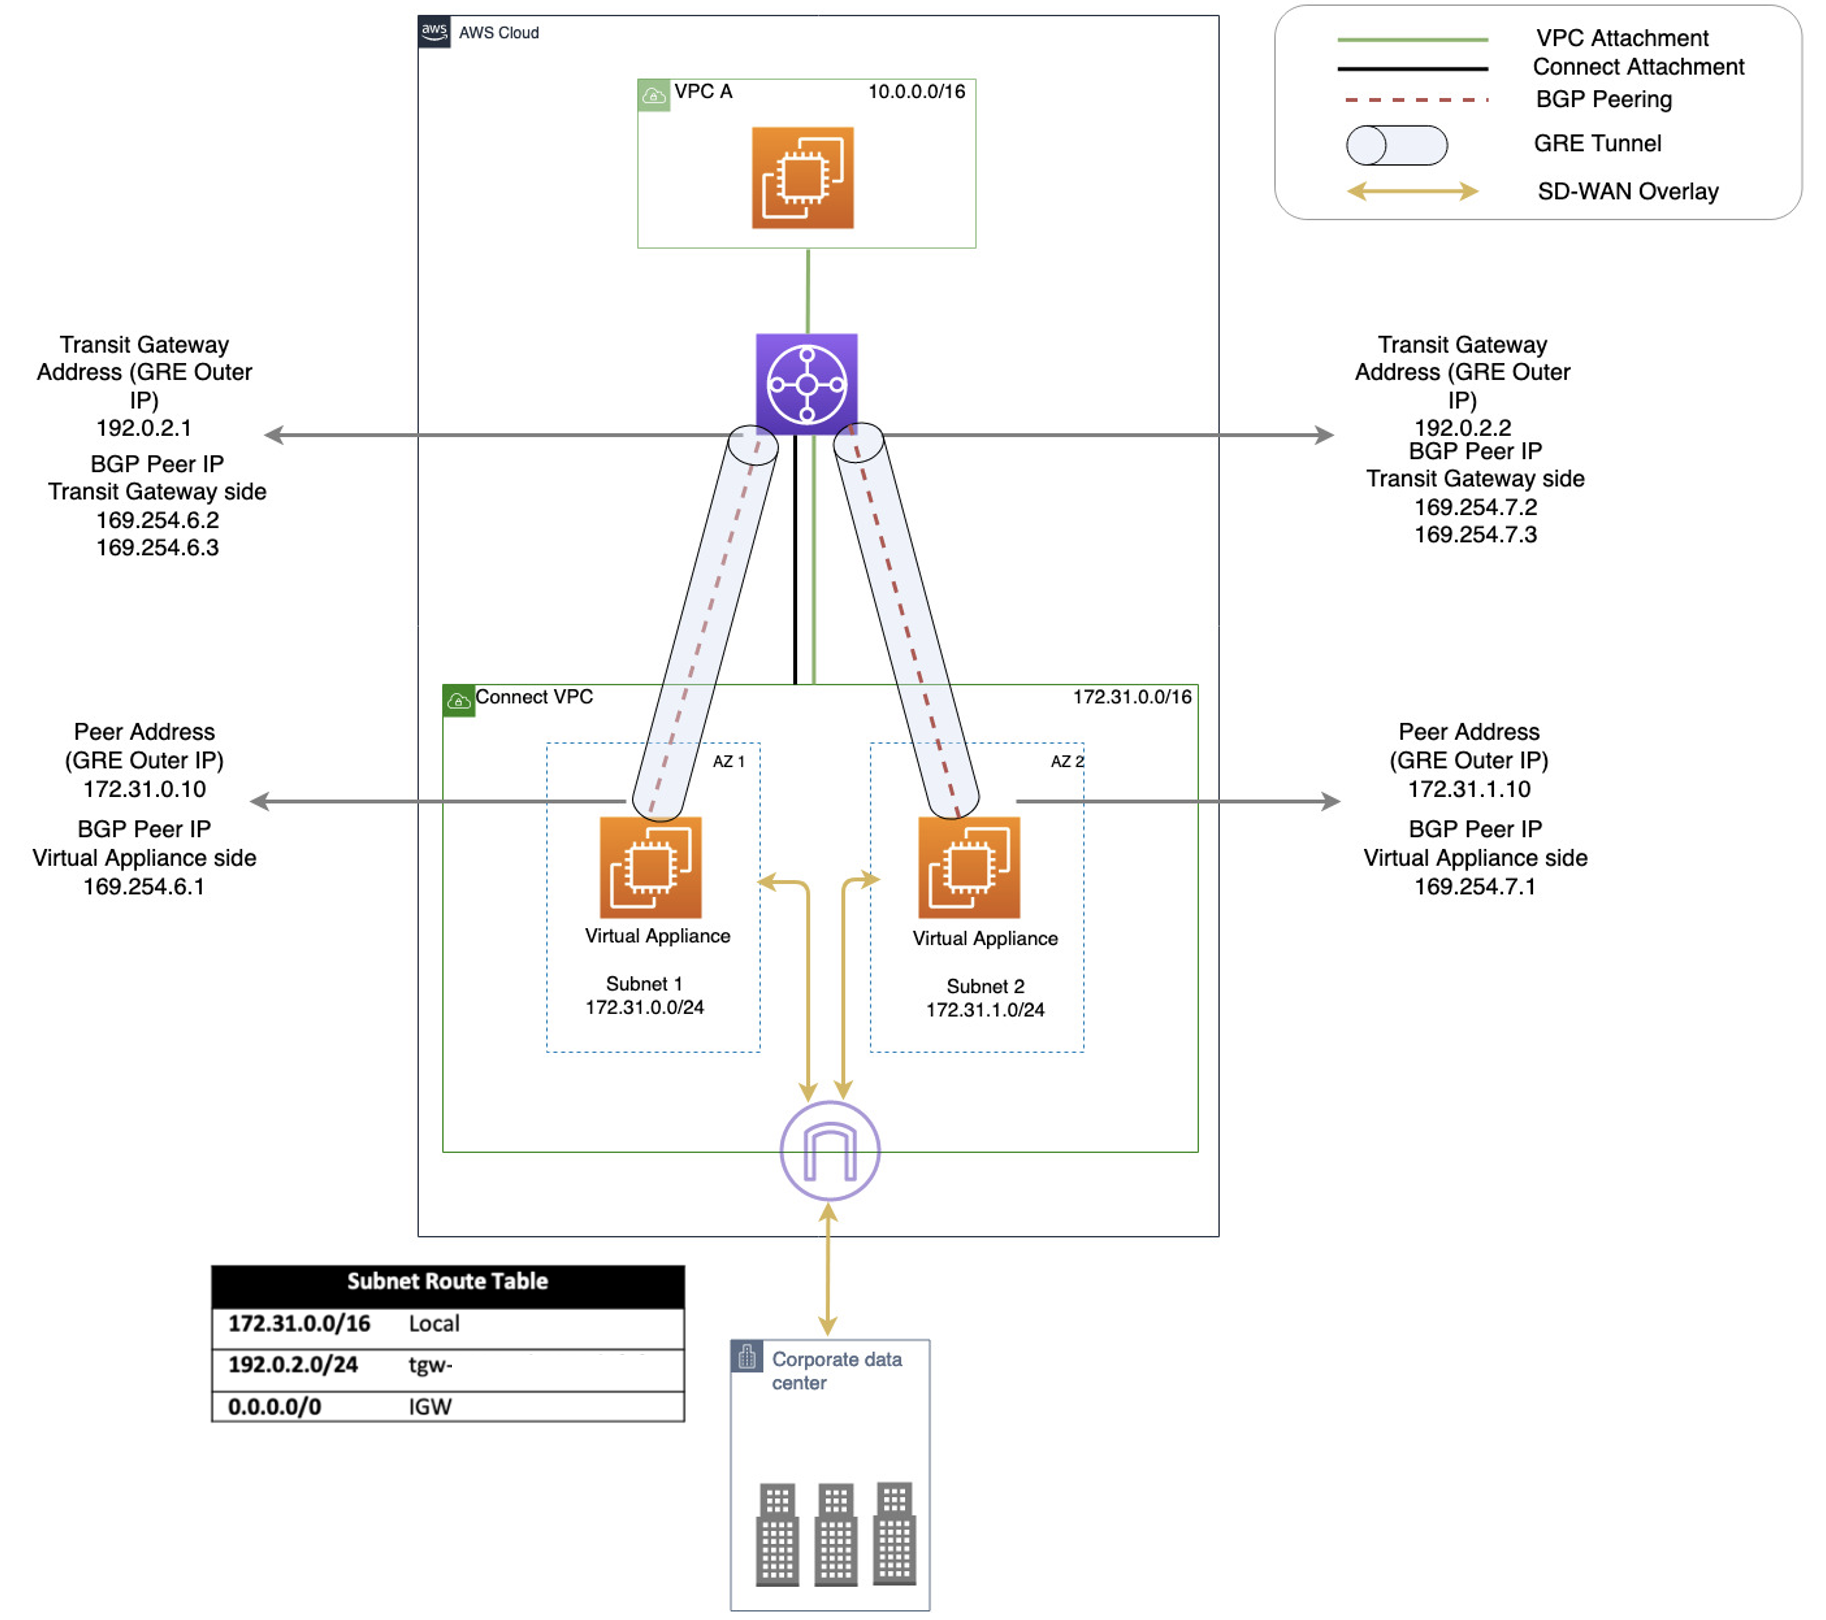 aws
AWS Cloud
VPC A
10.0.0.0/16
VPC Attachment
Connect Attachment
BGP Peering
GRE Tunnel
SD-WAN Overlay
Transit Gateway
Address (GRE Outer
IP)
192.0.2.1
BGP Peer IP
Transit Gateway side
169.254.6.2
169.254.6.3
Transit Gateway
Address (GRE Outer
IP)
192.0.2.2
BGP Peer IP
Transit Gateway side
169.254.7.2
169.254.7.3
Connect VPC
172.31.0.0/16
Peer Address
(GRE Outer IP)
172.31.0.10
BGP Peer IP
Virtual Appliance side
169.254.6.1
AZ 1
Virtual Appliance
Subnet 1
172.31.0.0/24
AZ 2
Virtual Appliance
Subnet 2
172.31.1.0/24
Peer Address
(GRE Outer IP)
172.31.1.10
BGP Peer IP
Virtual Appliance side
169.254.7.1
Subnet Route Table
172.31.0.0/16 Local
192.0.2.0/24 tgw-
0.0.0.0/0 IGW
Corporate data
center